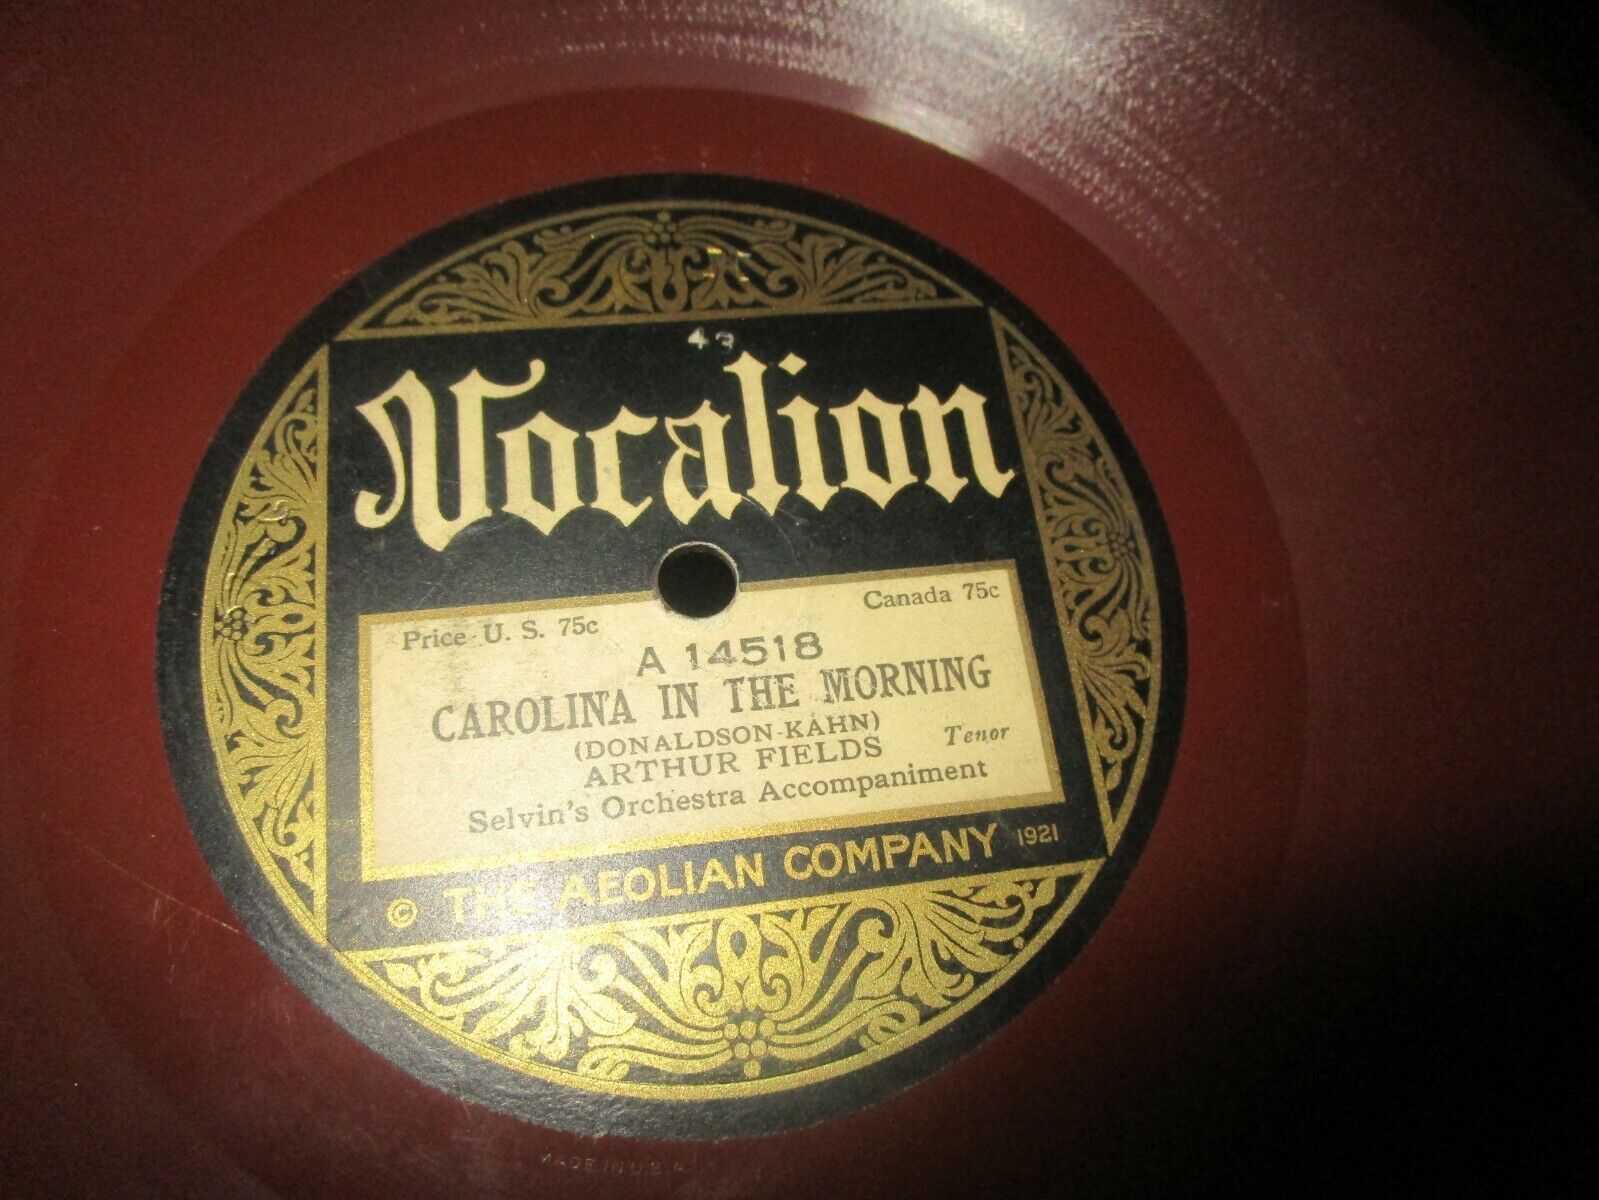 43
Vocalion
Price U. S. 75c
Canada 75c
A 14518
CAROLINA IN THE MORNING
(DONALDSON-KAHN)
ARTHUR FIELDS Tenor
Selvin's Orchestra Accompaniment
© THE AEOLIAN COMPANY 1921
MADE IN U.S.A.